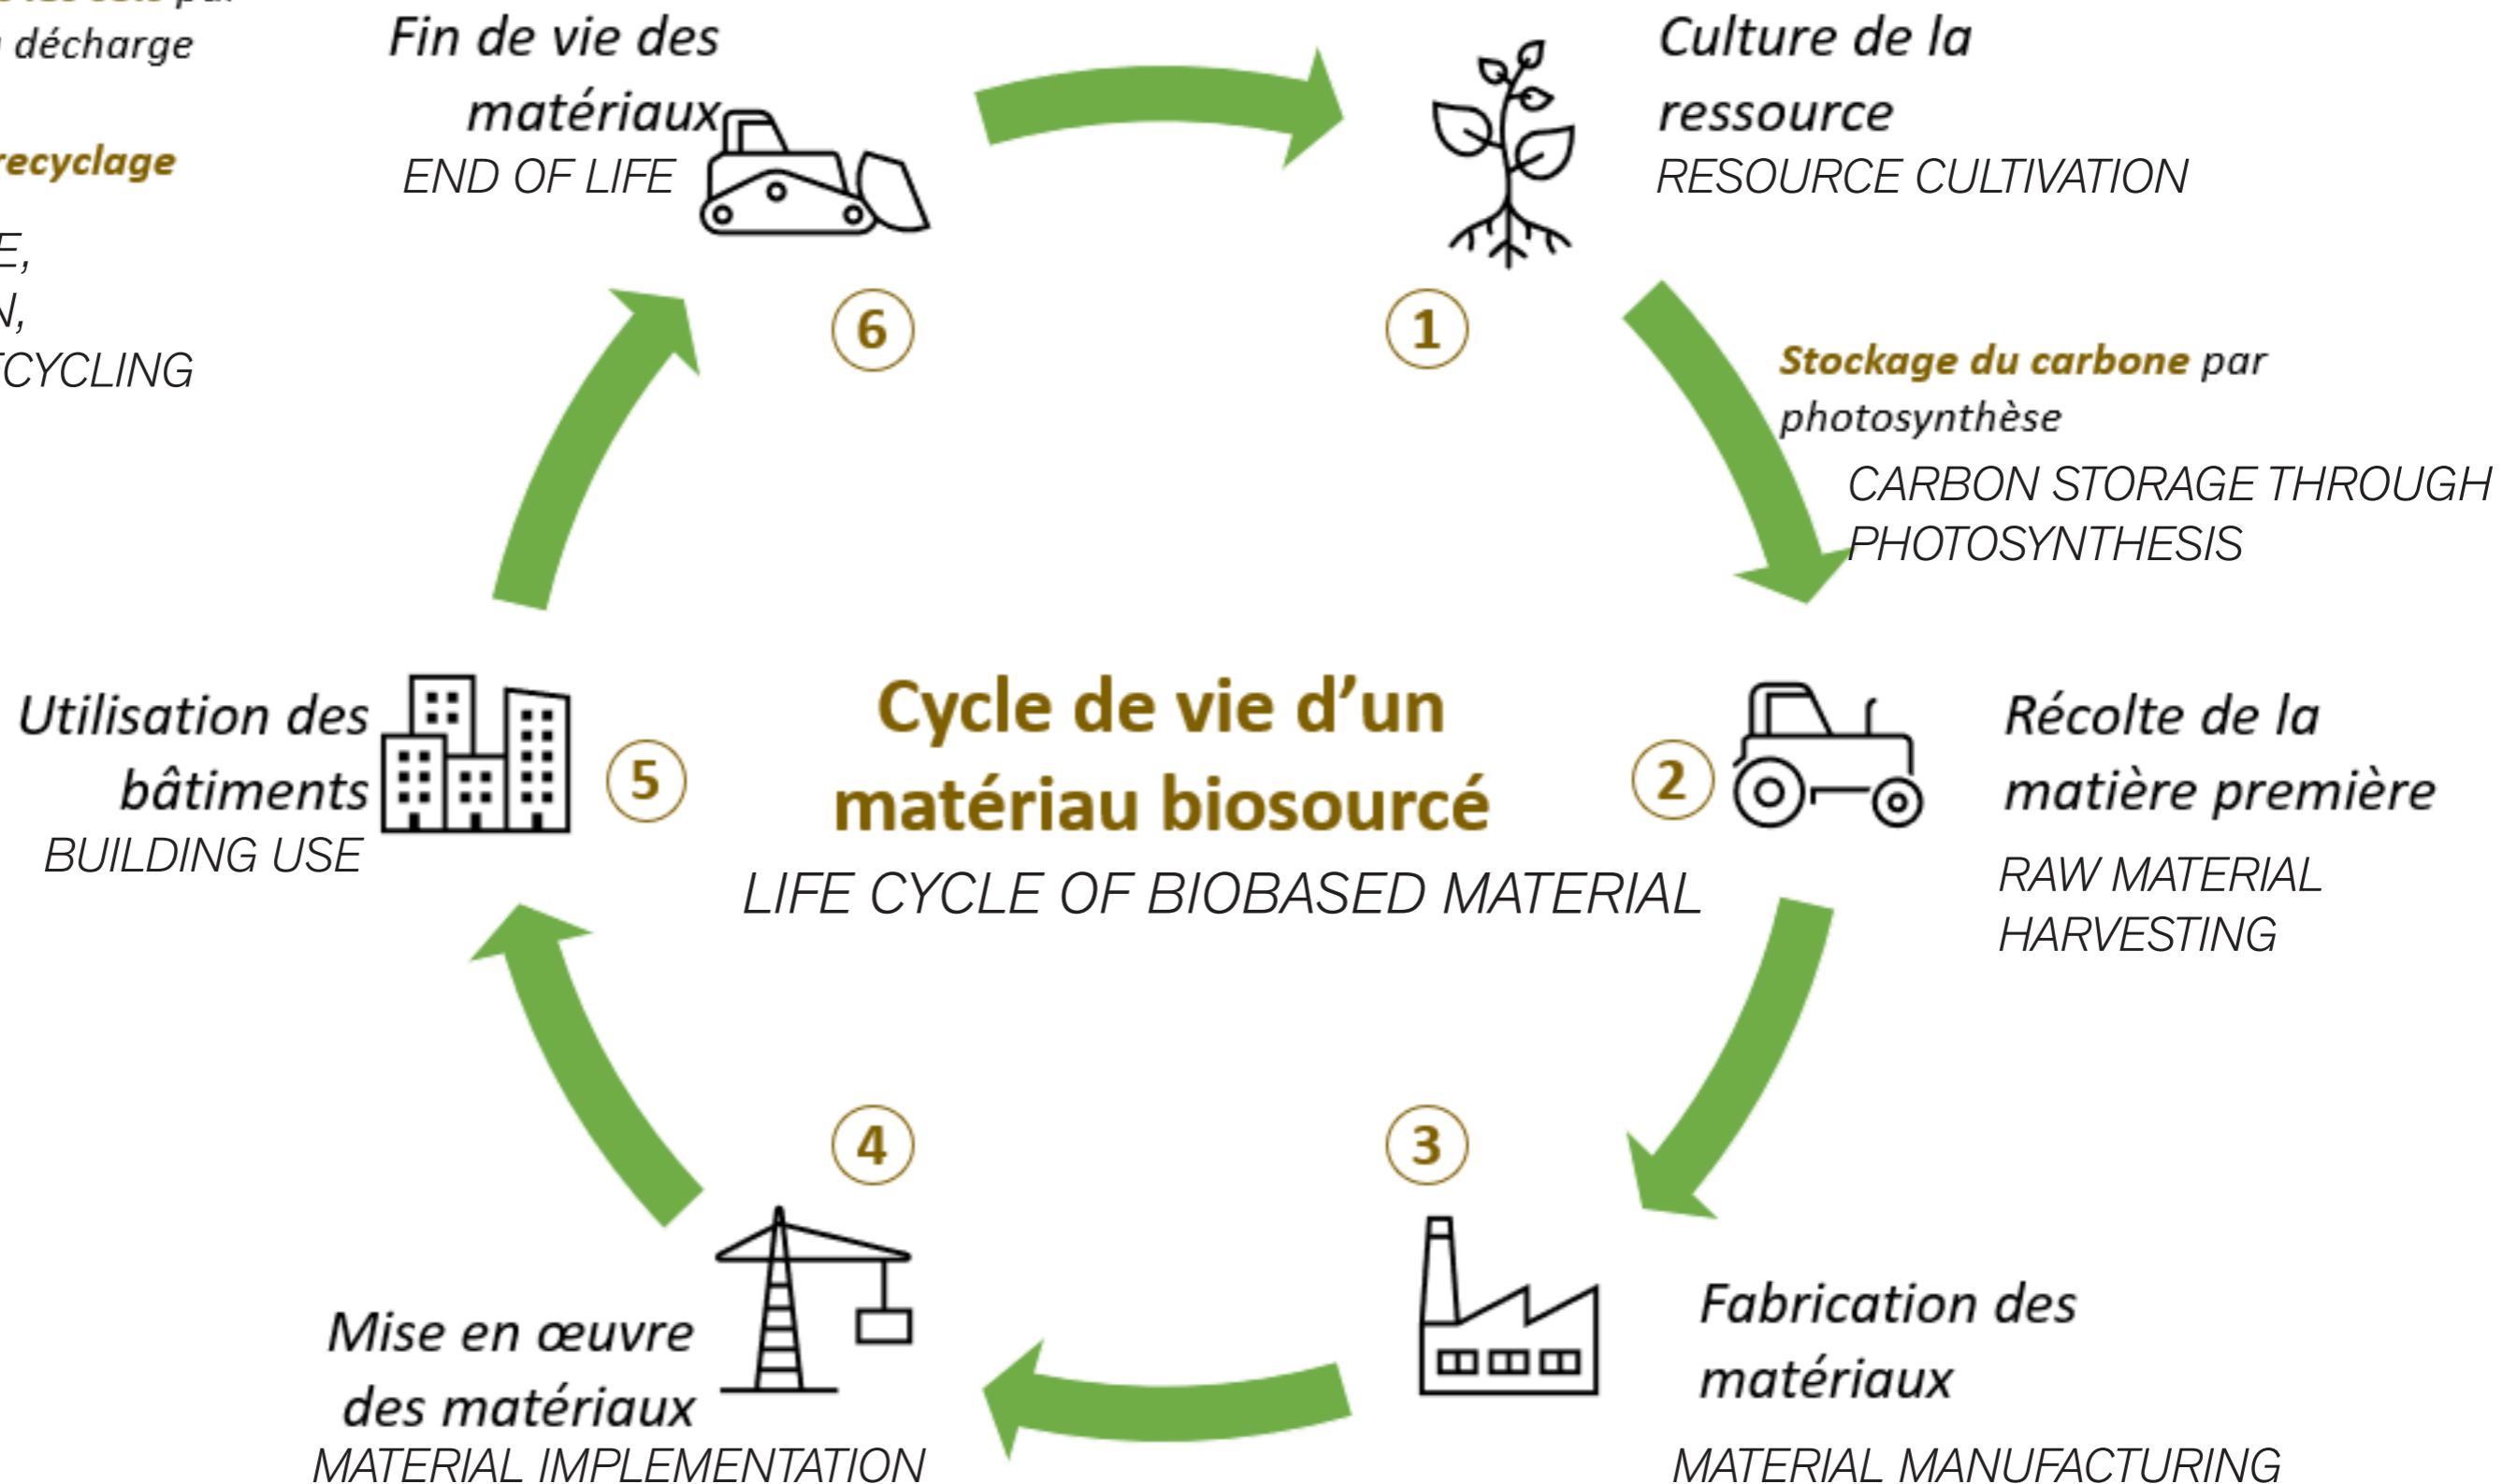 décharge
recyclage
E,
N,
CYCLING
Fin de vie des
matériaux
END OF LIFE
6
Culture de la
ressource
RESOURCE CULTIVATION
1
Stockage du carbone par
photosynthèse
CARBON STORAGE THROUGH
PHOTOSYNTHESIS
Utilisation des
bâtiments
BUILDING USE
5
Cycle de vie d’un
matériau biosourcé
LIFE CYCLE OF BIOBASED MATERIAL
2
Récolte de la
matière première
RAW MATERIAL
HARVESTING
4
Mise en œuvre
des matériaux
MATERIAL IMPLEMENTATION
3
Fabrication des
matériaux
MATERIAL MANUFACTURING